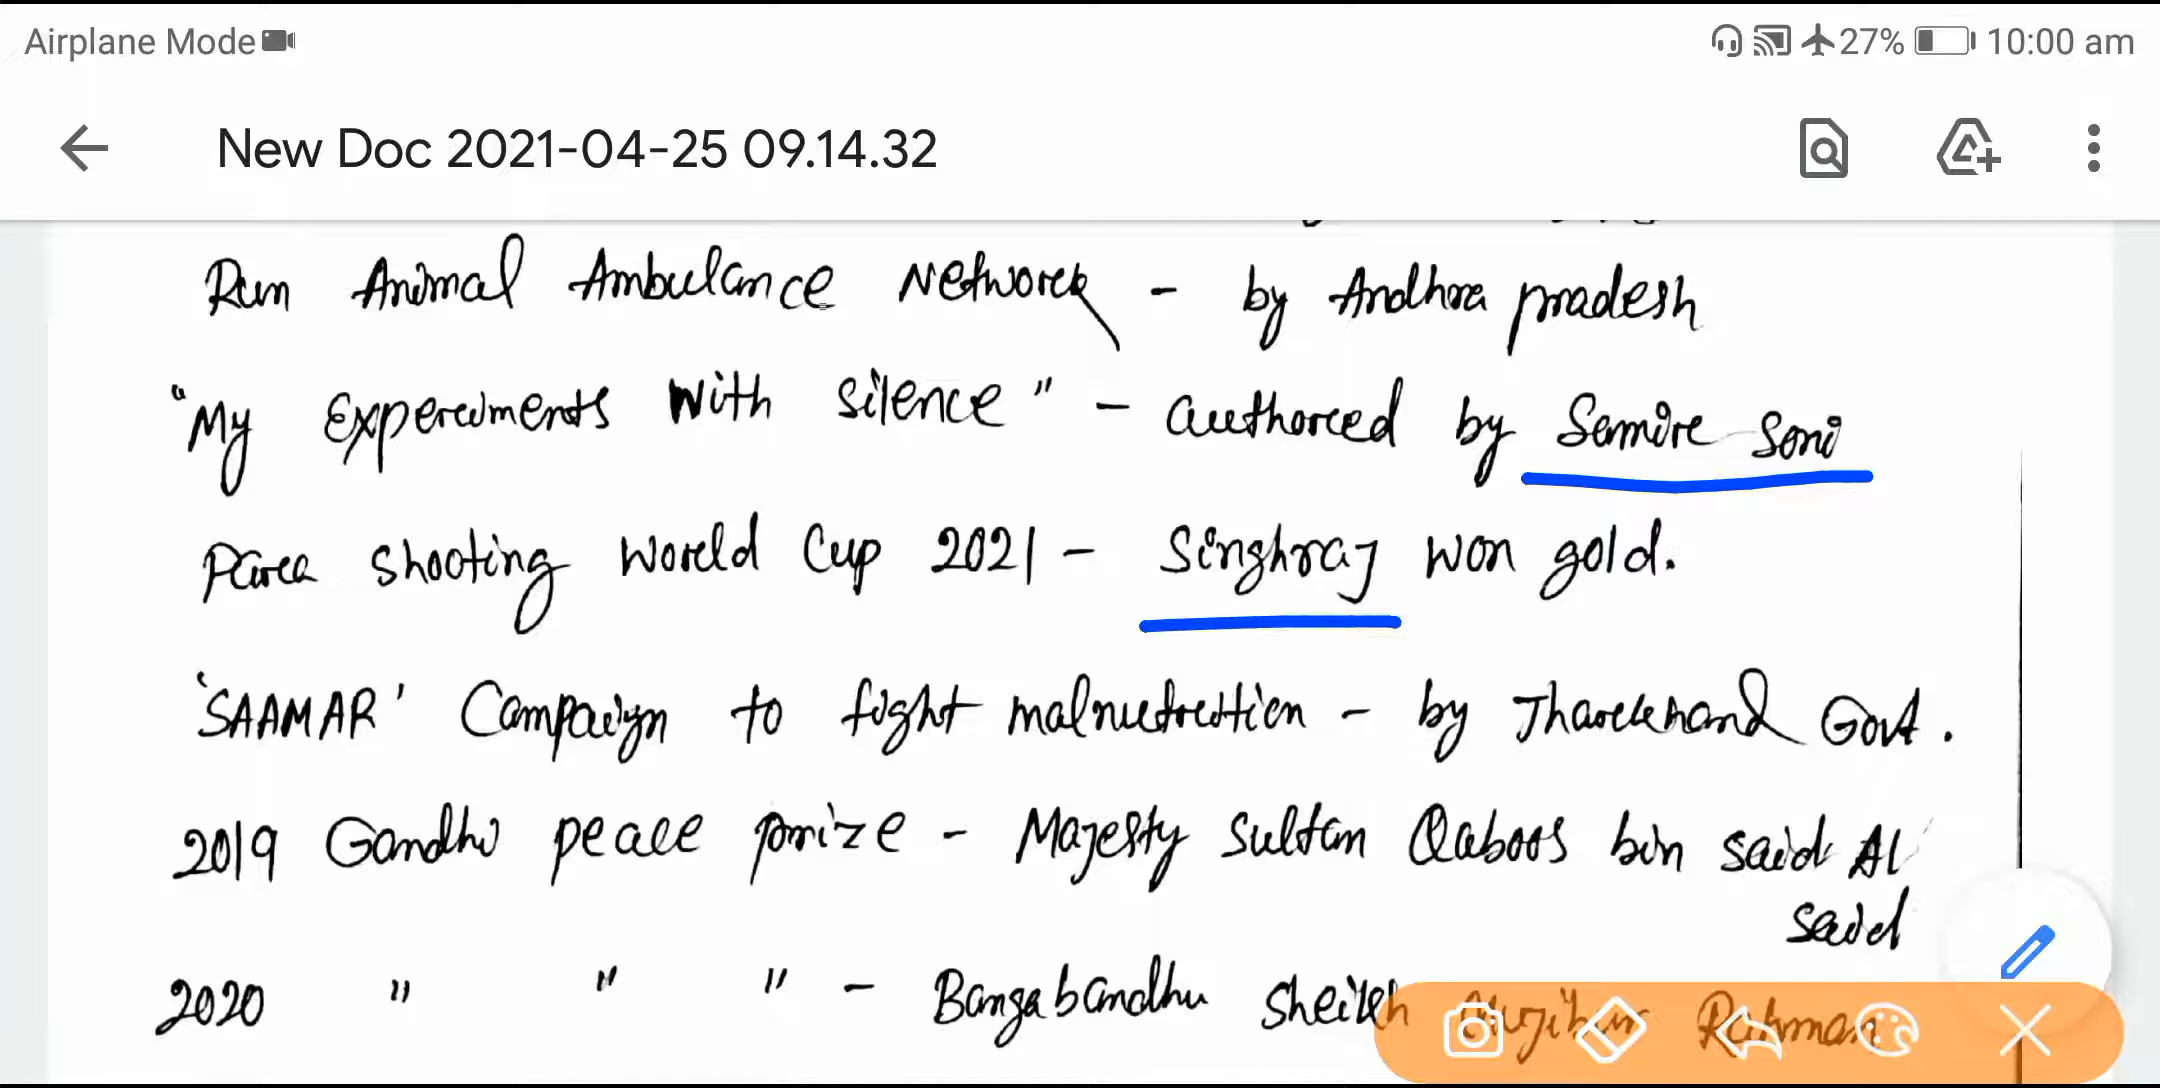 Airplane Mode 27% 10:00 am
New Doc 2021-04-25 09.14.32
Run Animal Ambulance Network - by Andhra pradesh
"My Experiments with silence" - authored by Samir Soni
Para shooting World Cup 2021 - Singhraj won gold.
'SAAMAR' Campaign to fight malnutrition - by Jharkhand Govt.
2019 Gandhi peace prize - Majesty Sultan Qaboos bin said Al
said
2020 " " " - Bangabandhu Sheikh Mujibur Rahman